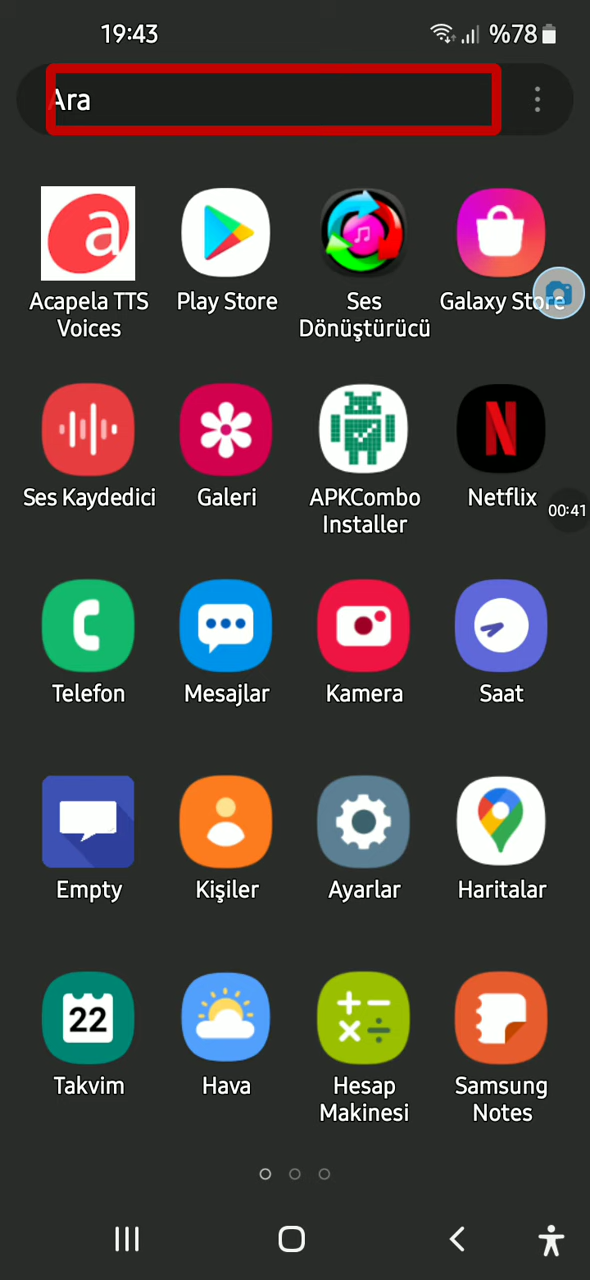 19:43
%78
Ara
Acapela TTS
Voices
Play Store
Ses
Dönüştürücü
Galaxy Store
Ses Kaydedici
Galeri
APKCombo
Installer
Netflix
00:41
Telefon
Mesajlar
Kamera
Saat
Empty
Kişiler
Ayarlar
Haritalar
22
Takvim
Hava
Hesap
Makinesi
Samsung
Notes